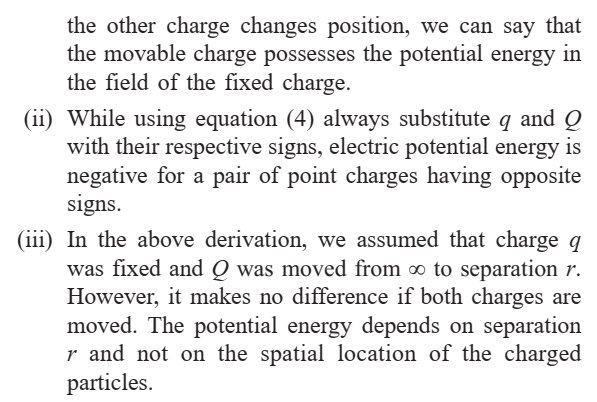 the other charge changes position, we can say that
the movable charge possesses the potential energy in
the field of the fixed charge.
(ii) While using equation (4) always substitute q and Q
with their respective signs, electric potential energy is
negative for a pair of point charges having opposite
signs.
(iii) In the above derivation, we assumed that charge q
was fixed and Q was moved from ∞ to separation r.
However, it makes no difference if both charges are
moved. The potential energy depends on separation
r and not on the spatial location of the charged
particles.